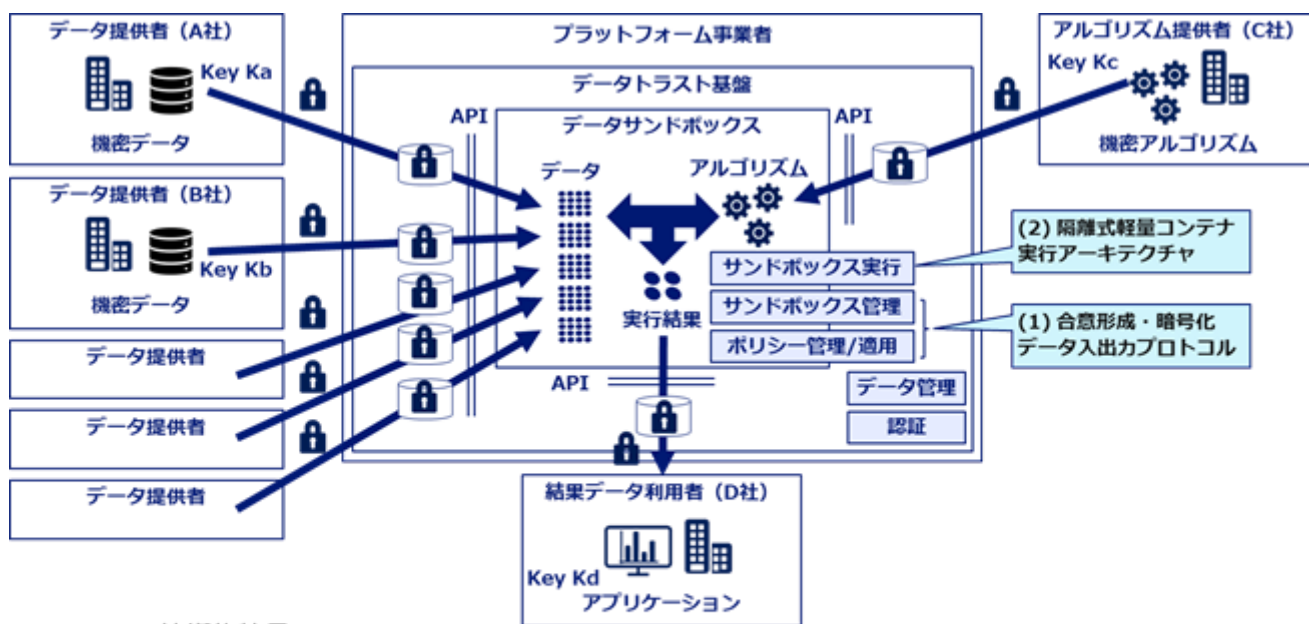 データ提供者（A社）
Key Ka
機密データ
データ提供者（B社）
Key Kb
機密データ
データ提供者
データ提供者
データ提供者
プラットフォーム事業者
データトラスト基盤
API
データサンドボックス
API
データ
アルゴリズム
実行結果
サンドボックス実行
サンドボックス管理
ポリシー管理/適用
API
データ管理
認証
アルゴリズム提供者（C社）
Key Kc
機密アルゴリズム
(2) 隔離式軽量コンテナ
実行アーキテクチャ
(1) 合意形成・暗号化
データ入出力プロトコル
結果データ利用者（D社）
Key Kd
アプリケーション